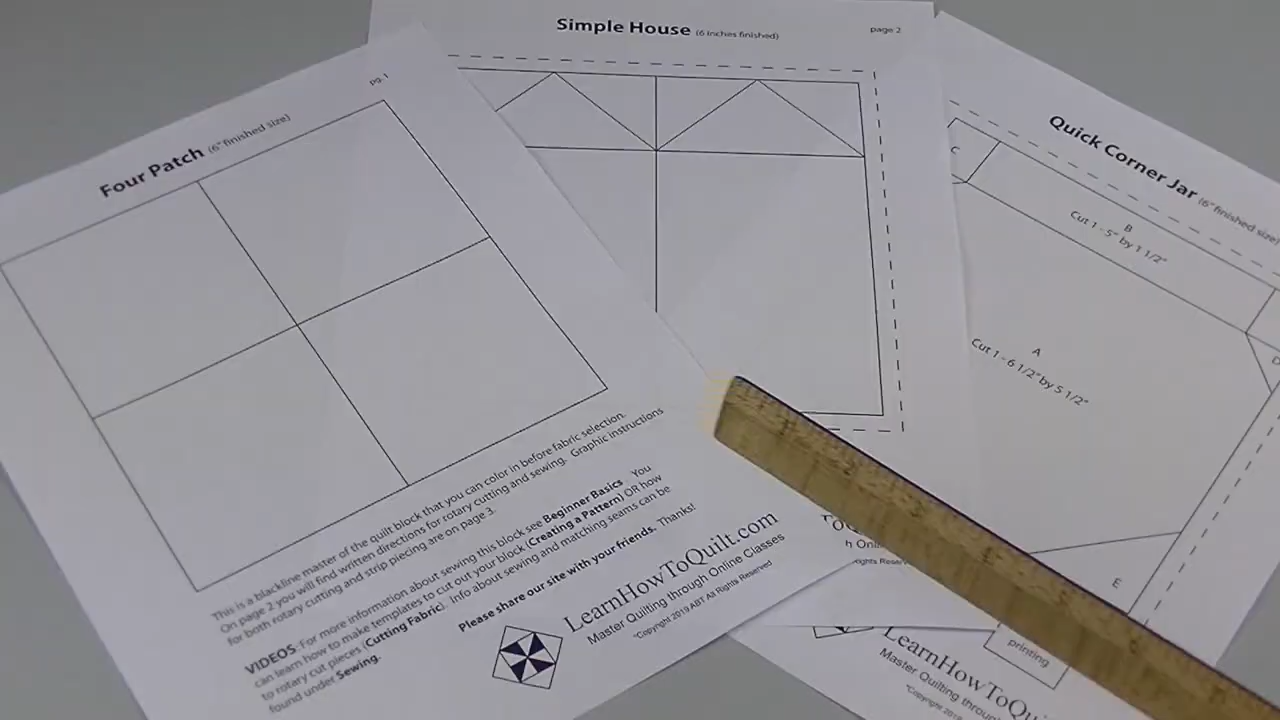 Four Patch (6" finished size)
pg. 1
This is a blackline master of the quilt block that you can color in before fabric selection.
On page 2 you will find written directions for rotary cutting and sewing. Graphic instructions
for both rotary cutting and strip piecing are on page 3.
VIDEOS: For more information about sewing this block see Beginner Basics. You
can learn how to make templates to cut out your block (Creating a Pattern) OR how
to rotary cut pieces (Cutting Fabric). Info about sewing and matching seams can be
found under Sewing.
Please share our site with your friends. Thanks!
LearnHowToQuilt.com
Master Quilting through Online Classes
*Copyright 2019 ABT All Rights Reserved
Simple House (6 inches finished)
page 2
h Onli
ights Reserved
Quick Corner Jar (6" finished size)
C
B
Cut 1 - 5" by 1 1/2"
A
Cut 1 - 6 1/2" by 5 1/2"
D
E
printing
LearnHowToQui
Master Quilting throug
*Copyright 2019